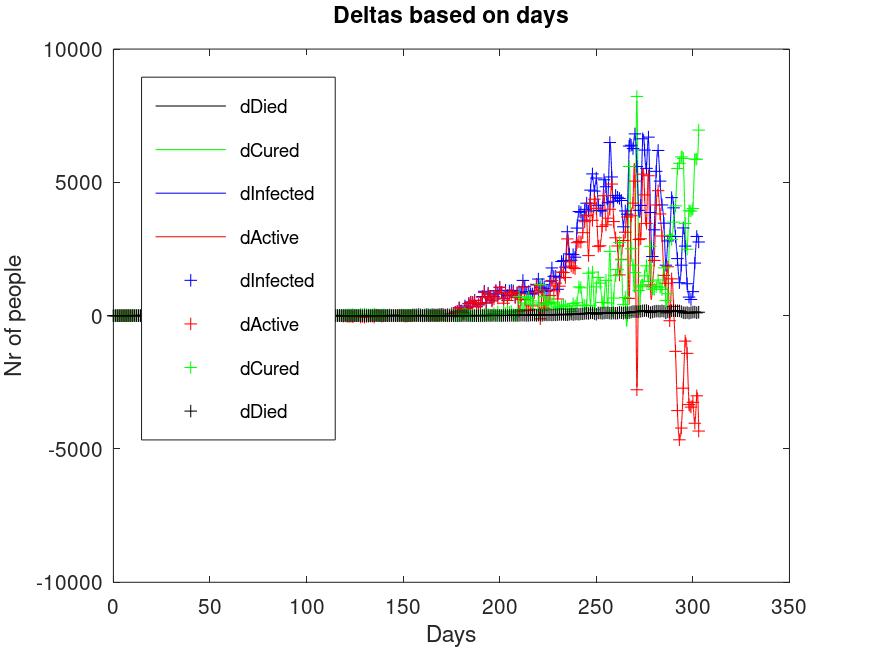 Deltas based on days
10000
5000
0
-5000
-10000
Nr of people
dDied
dCured
dInfected
dActive
dInfected
dActive
dCured
dDied
0 50 100 150 200 250 300 350
Days